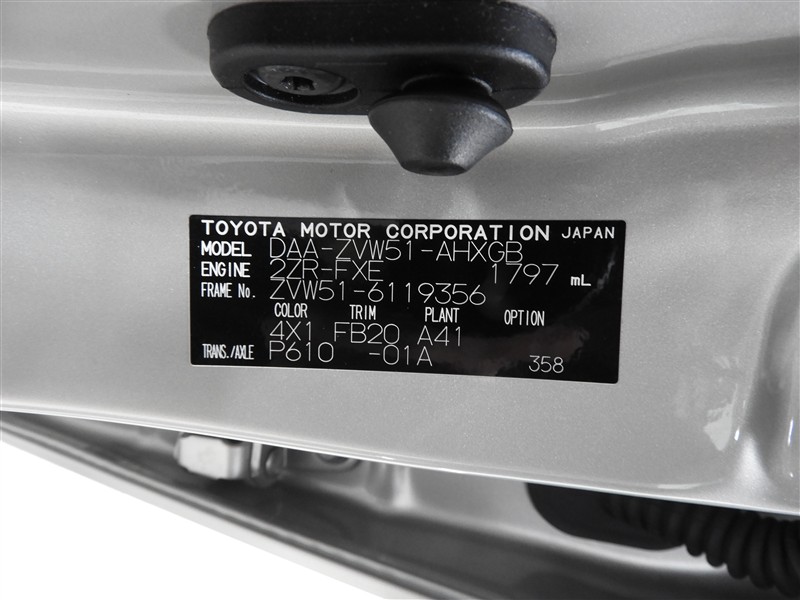 TOYOTA MOTOR CORPORATION JAPAN
MODEL DAA-ZVW51-AHXGB
ENGINE 2ZR-FXE 1797 mL
FRAME No. ZVW51-6119356
COLOR TRIM PLANT OPTION
4X1 FB20 A41
TRANS./AXLE P610 -01A 358